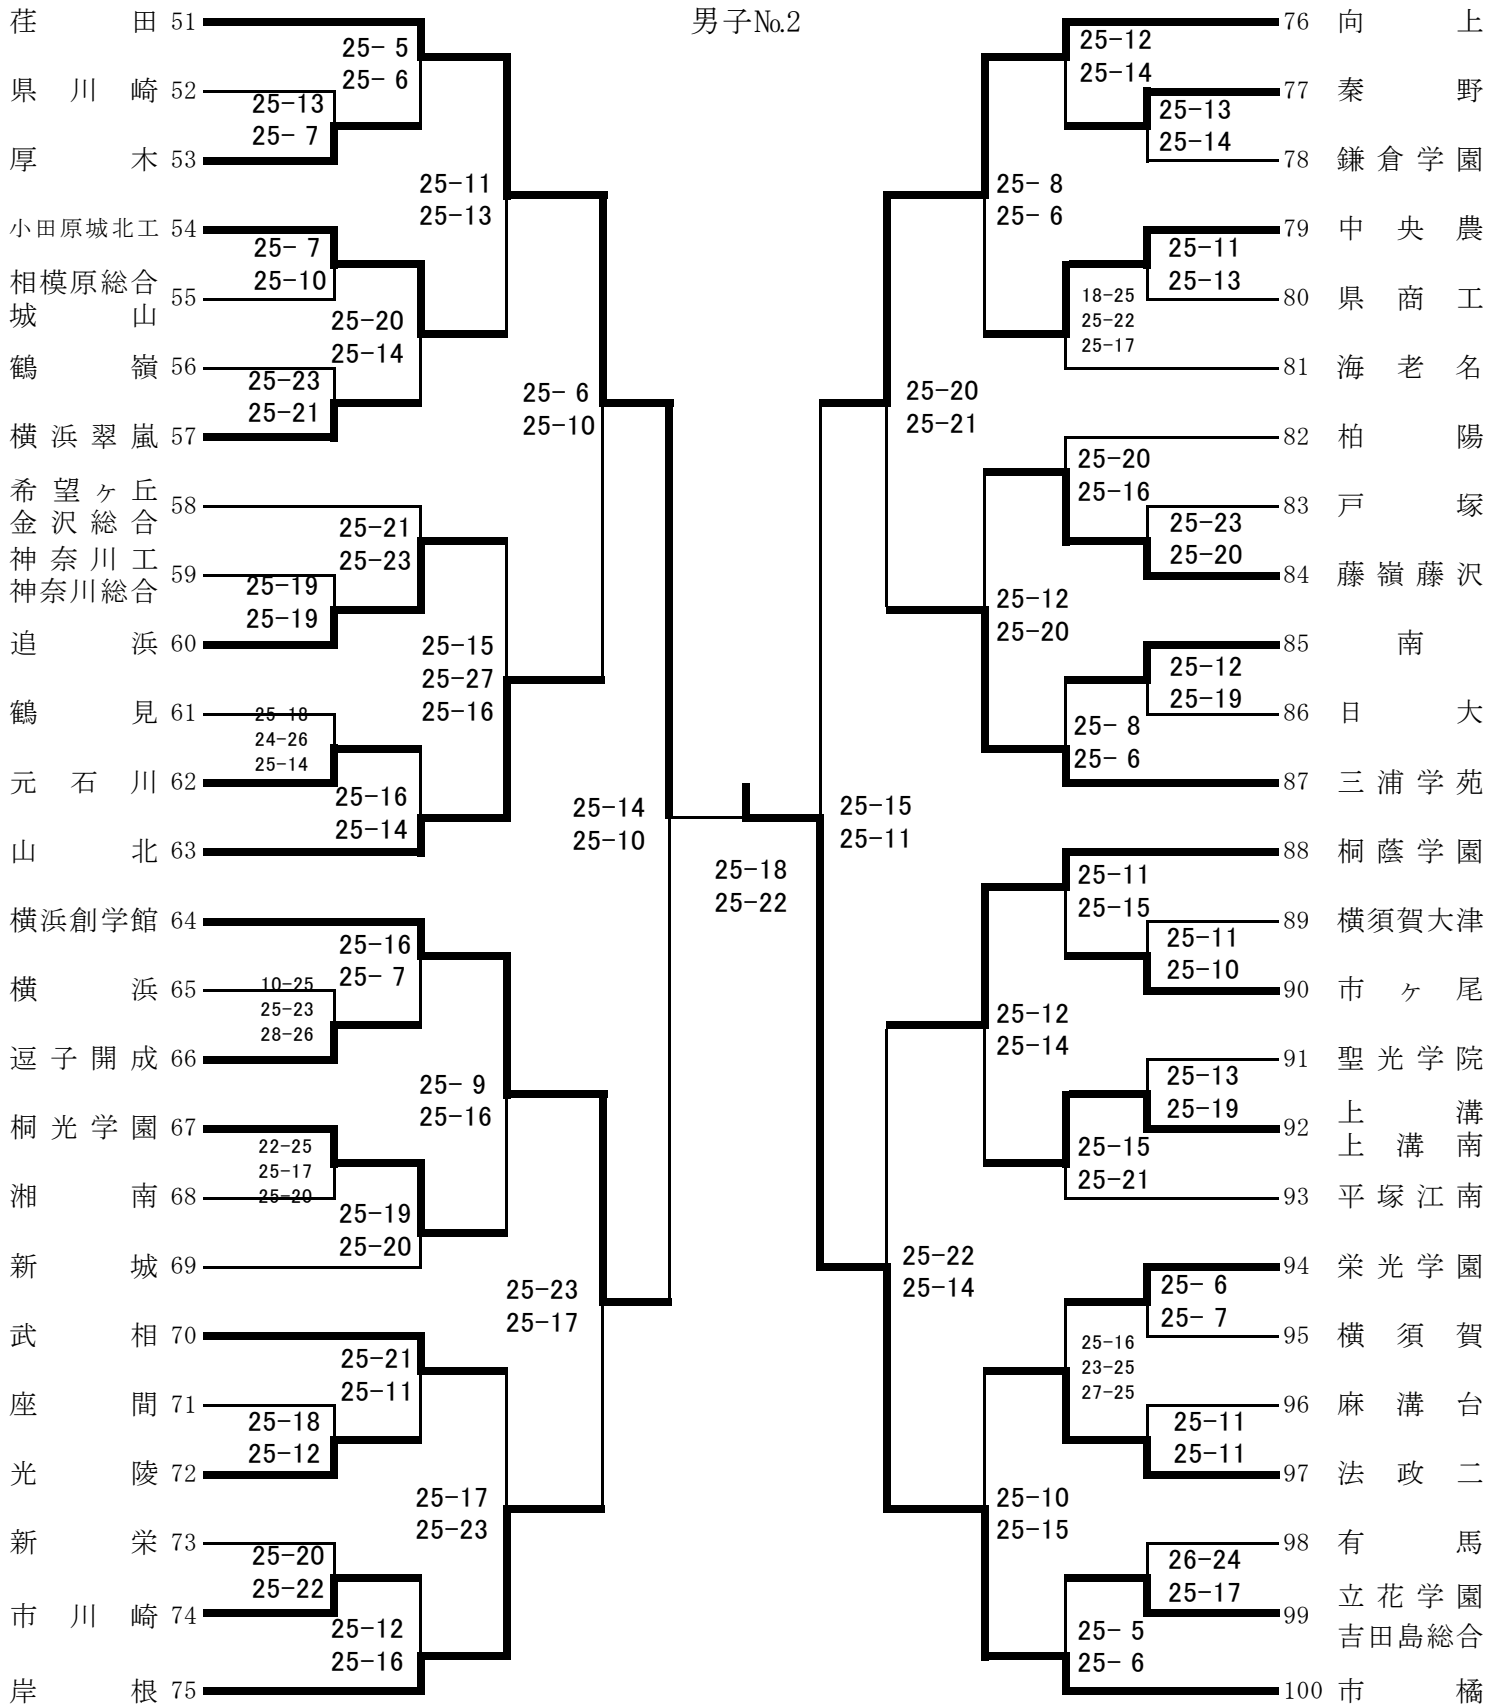 男子№2
荏田 51
25- 5
25- 6
県川崎 52
25-13
25- 7
厚木 53
25-11
25-13
小田原城北工 54
25- 7
25-10
相模原総合
城山 55
25-20
25-14
鶴嶺 56
25-23
25-21
横浜翠嵐 57
25- 6
25-10
希望ヶ丘
金沢総合 58
25-21
25-23
神奈川工
神奈川総合 59
25-19
25-19
追浜 60
25-15
25-27
25-16
鶴見 61
25-18
24-26
25-14
元石川 62
25-16
25-14
山北 63
25-14
25-10
横浜創学館 64
25-16
25- 7
横浜 65
10-25
25-23
28-26
逗子開成 66
25- 9
25-16
桐光学園 67
22-25
25-17
25-20
湘南 68
25-19
25-20
新城 69
25-23
25-17
武相 70
25-21
25-11
座間 71
25-18
25-12
光陵 72
25-17
25-23
新栄 73
25-20
25-22
市川崎 74
25-12
25-16
岸根 75
25-18
25-22
76 向上
25-12
25-14
77 秦野
25-13
25-14
78 鎌倉学園
25- 8
25- 6
79 中央農
25-11
25-13
80 県商工
18-25
25-22
25-17
81 海老名
25-20
25-21
82 柏陽
25-20
25-16
83 戸塚
25-23
25-20
84 藤嶺藤沢
25-12
25-20
85 南
25-12
25-19
86 日大
25- 8
25- 6
87 三浦学苑
25-15
25-11
88 桐蔭学園
25-11
25-15
89 横須賀大津
25-11
25-10
90 市ヶ尾
25-12
25-14
91 聖光学院
25-13
25-19
92 上溝
上溝南
25-15
25-21
93 平塚江南
25-22
25-14
94 栄光学園
25- 6
25- 7
95 横須賀
25-16
23-25
27-25
96 麻溝台
25-11
25-11
97 法政二
25-10
25-15
98 有馬
26-24
25-17
99 立花学園
吉田島総合
25- 5
25- 6
100 市橘